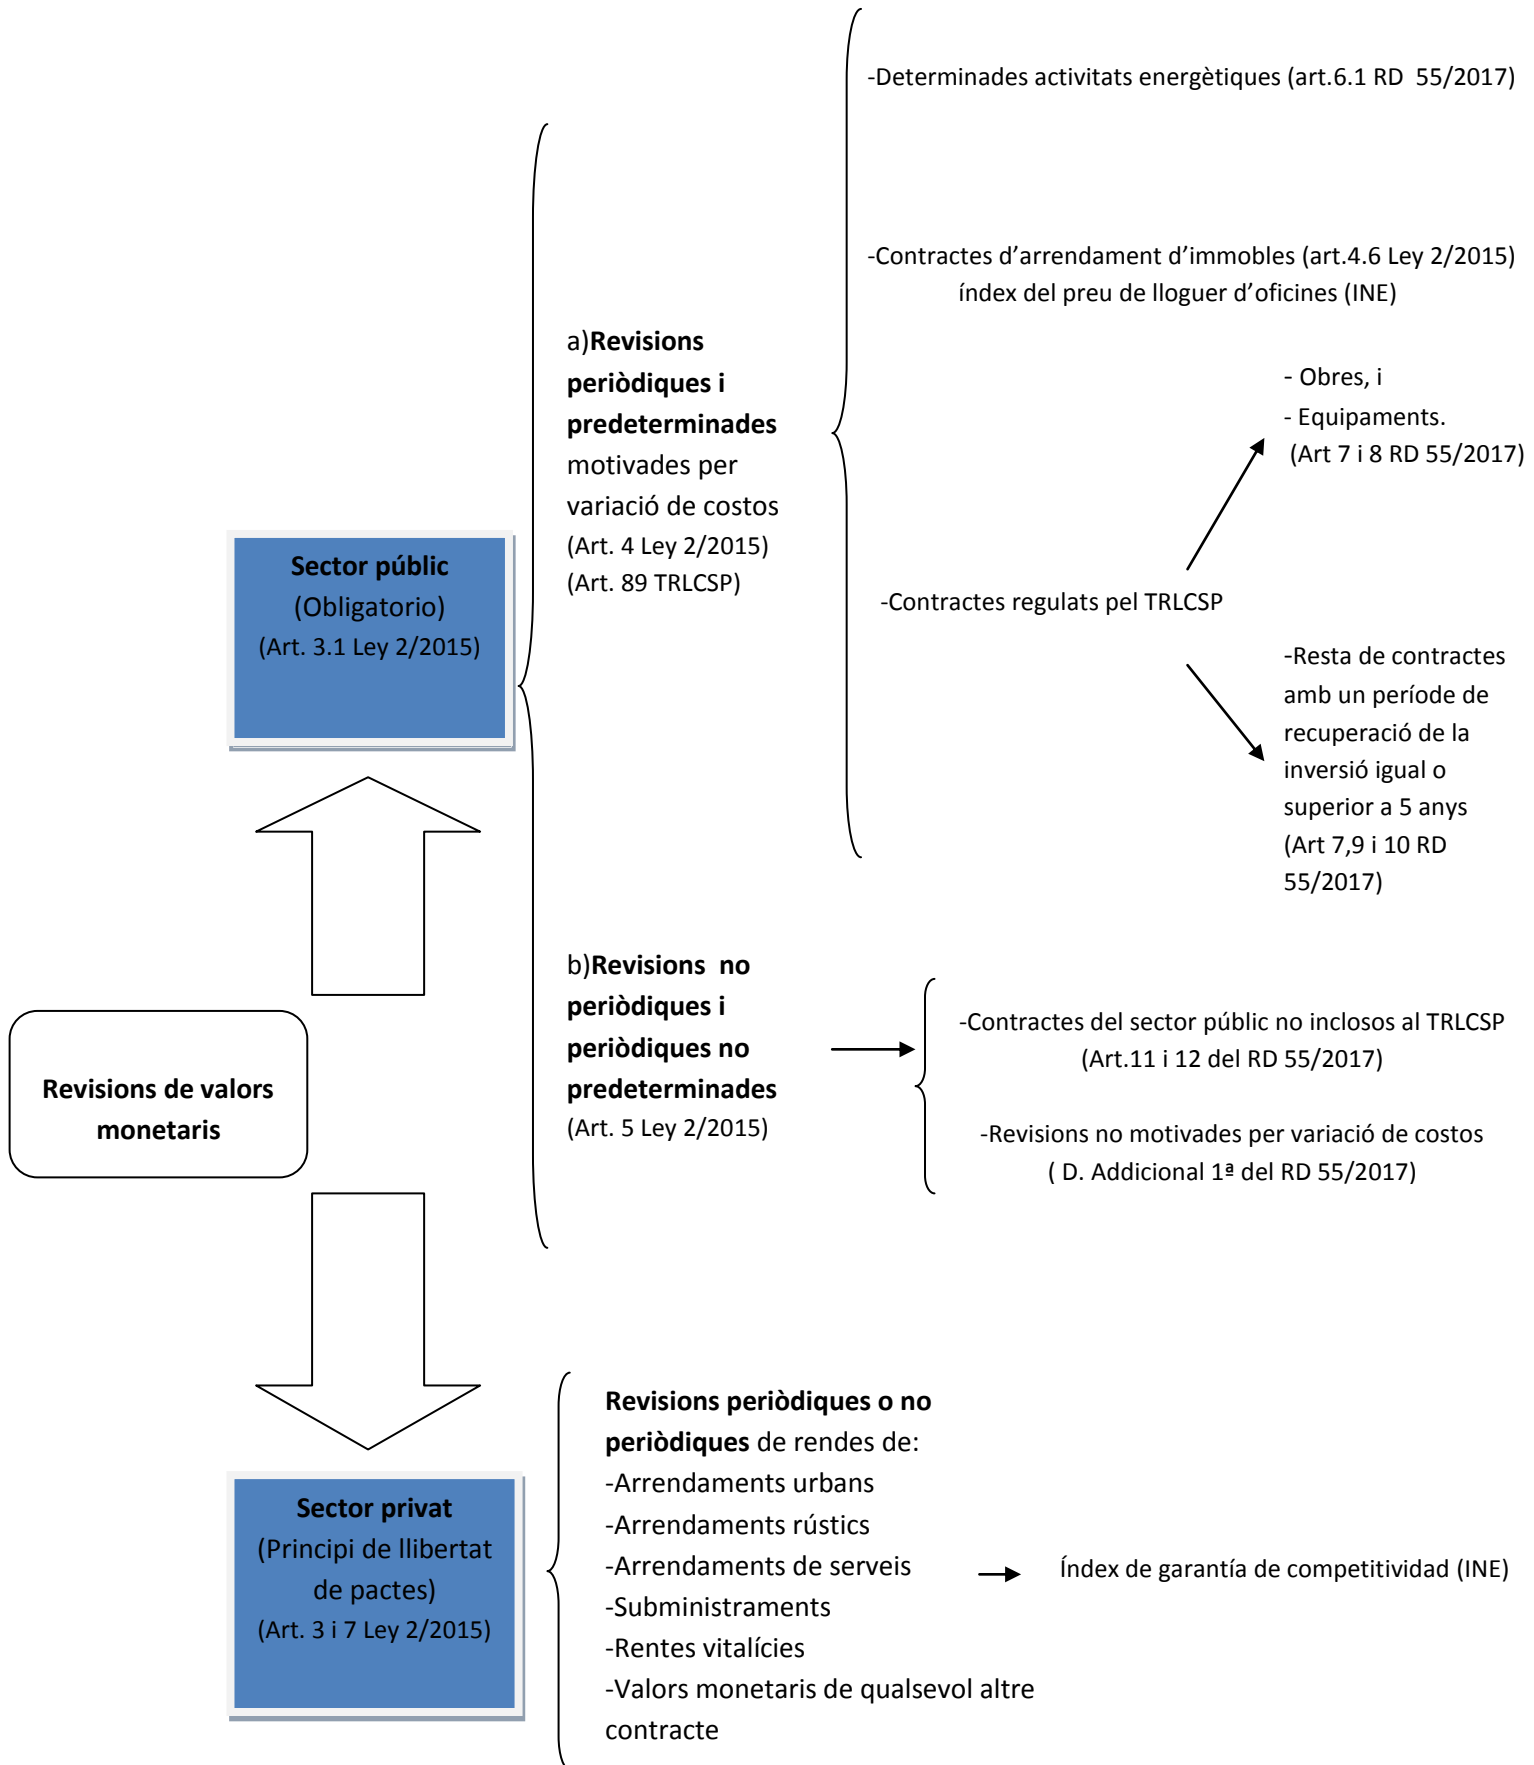 Revisions de valors
monetaris
Sector públic
(Obligatorio)
(Art. 3.1 Ley 2/2015)
a)Revisions
periòdiques i
predeterminades
motivades per
variació de costos
(Art. 4 Ley 2/2015)
(Art. 89 TRLCSP)
-Determinades activitats energètiques (art.6.1 RD  55/2017)
-Contractes d’arrendament d’immobles (art.4.6 Ley 2/2015)
índex del preu de lloguer d’oficines (INE)
-Contractes regulats pel TRLCSP
- Obres, i
- Equipaments.
(Art 7 i 8 RD 55/2017)
-Resta de contractes
amb un període de
recuperació de la
inversió igual o
superior a 5 anys
(Art 7,9 i 10 RD
55/2017)
b)Revisions  no
periòdiques i
periòdiques no
predeterminades
(Art. 5 Ley 2/2015)
-Contractes del sector públic no inclosos al TRLCSP
(Art.11 i 12 del RD 55/2017)
-Revisions no motivades per variació de costos
( D. Addicional 1ª del RD 55/2017)
Sector privat
(Principi de llibertat
de pactes)
(Art. 3 i 7 Ley 2/2015)
Revisions periòdiques o no
periòdiques de rendes de:
-Arrendaments urbans
-Arrendaments rústics
-Arrendaments de serveis
-Subministraments
-Rentes vitalícies
-Valors monetaris de qualsevol altre
contracte
Índex de garantía de competitividad (INE)